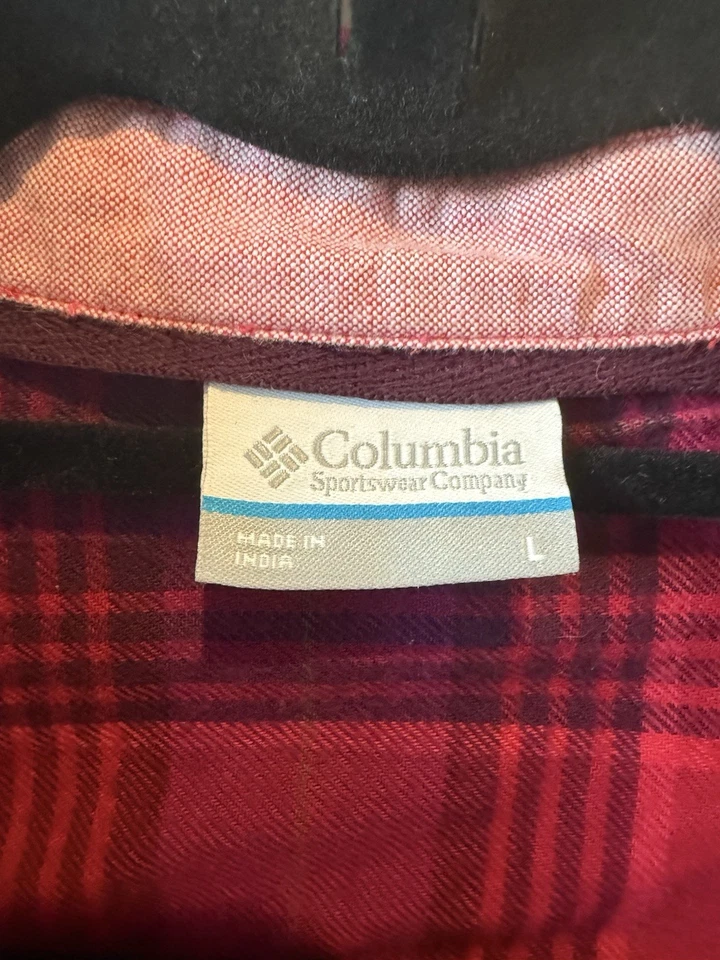 Columbia
Sportswear Company
MADE IN
INDIA
L